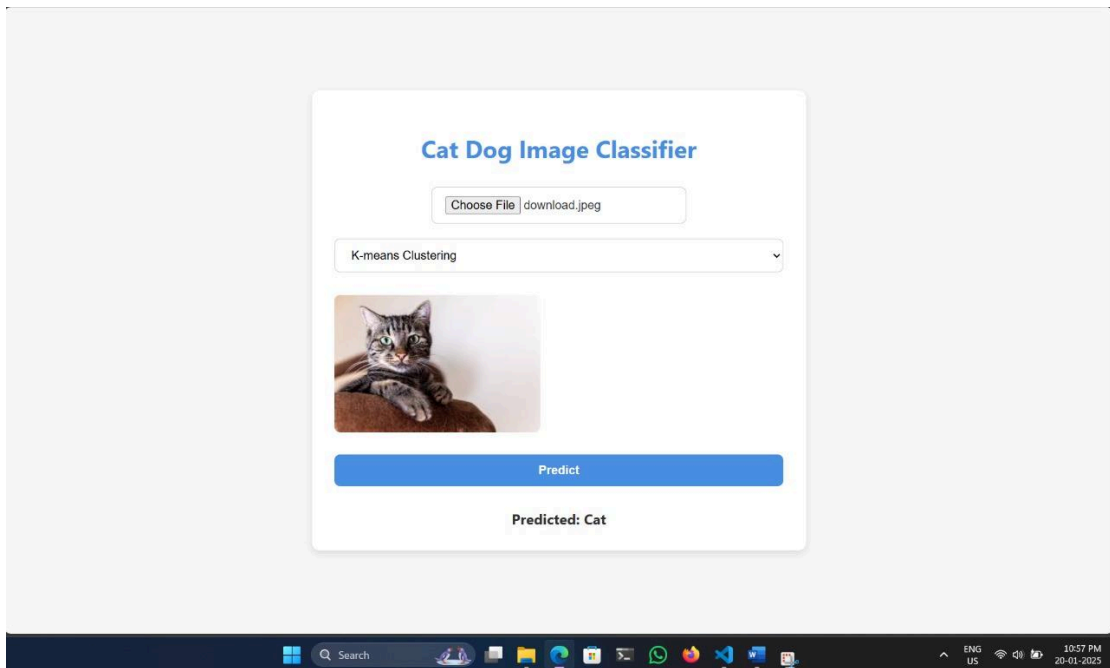 Cat Dog Image Classifier
Choose File download.jpeg
K-means Clustering
Predict
Predicted: Cat
Search
ENG
US
10:57 PM
20-01-2025